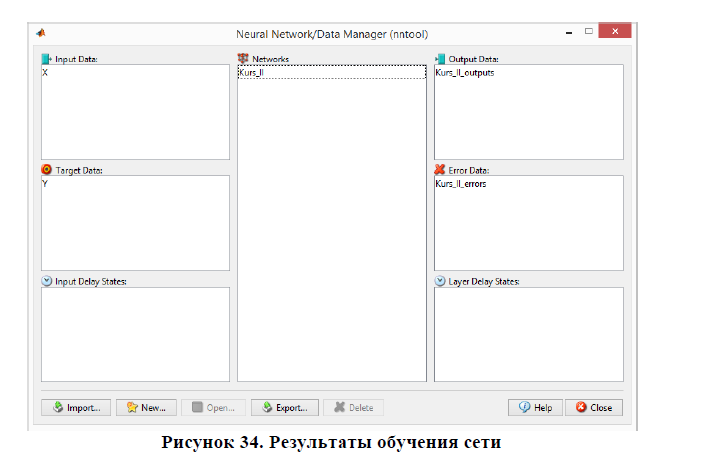 Neural Network/Data Manager (nntool)
Input Data:
X
Networks
Kurs_II
Output Data:
Kurs_II_outputs
Target Data:
Y
Error Data:
Kurs_II_errors
Input Delay States:
Layer Delay States:
Import...
New...
Open...
Export...
Delete
Help
Close
Рисунок 34. Результаты обучения сети